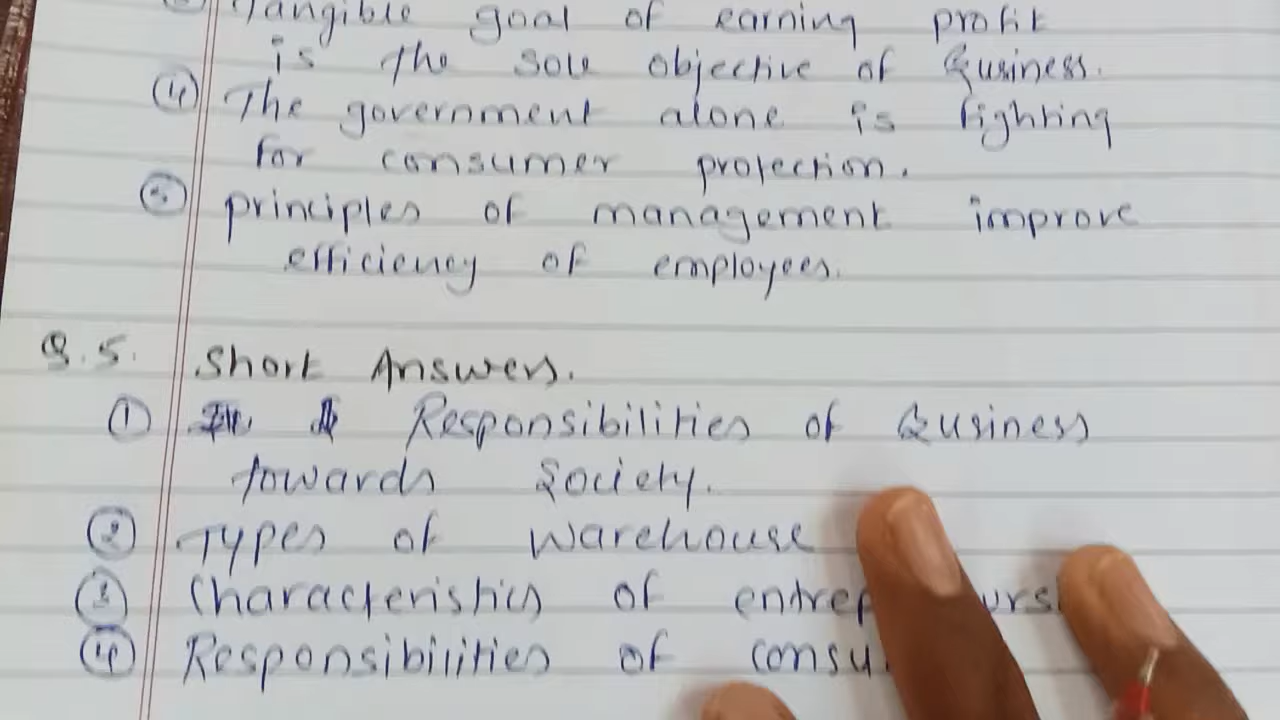 Tangible goal of earning profit
is the sole objective of Business.
(4) The government alone is fighting
for consumer protection.
(5) principles of management improve
efficiency of employees.
Q.5. Short Answers.
(1) Responsibilities of Business
towards Society.
(2) Types of warehouse
(3) Characteristics of
(4) Responsibilities of